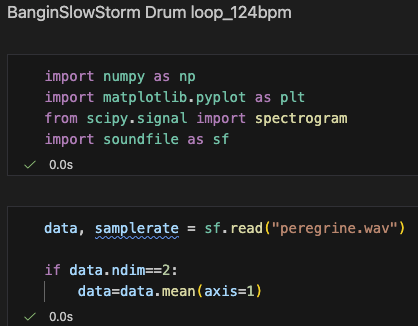 BanginSlowStorm Drum loop_124bpm
import numpy as np
import matplotlib.pyplot as plt
from scipy.signal import spectrogram
import soundfile as sf
0.0s
data, samplerate = sf.read("peregrine.wav")
if data.ndim==2:
    data=data.mean(axis=1)
0.0s